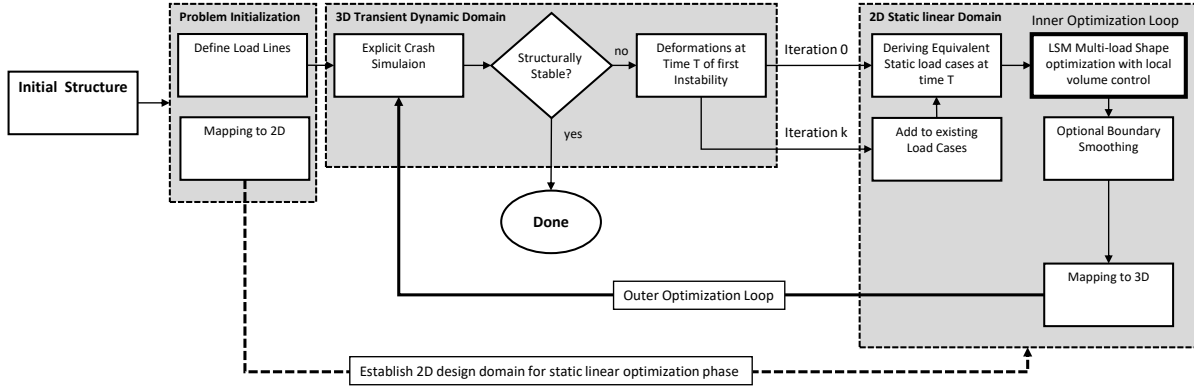 Problem Initialization
Define Load Lines
Initial Structure
Mapping to 2D
3D Transient Dynamic Domain
Explicit Crash
Simulaion
Structurally
Stable?
no
yes
Done
Deformations at
Time T of first
Instability
Iteration 0
Iteration k
2D Static linear Domain
Deriving Equivalent
Static load cases at
time T
Add to existing
Load Cases
Inner Optimization Loop
LSM Multi-load Shape
optimization with local
volume control
Optional Boundary
Smoothing
Mapping to 3D
Outer Optimization Loop
Establish 2D design domain for static linear optimization phase